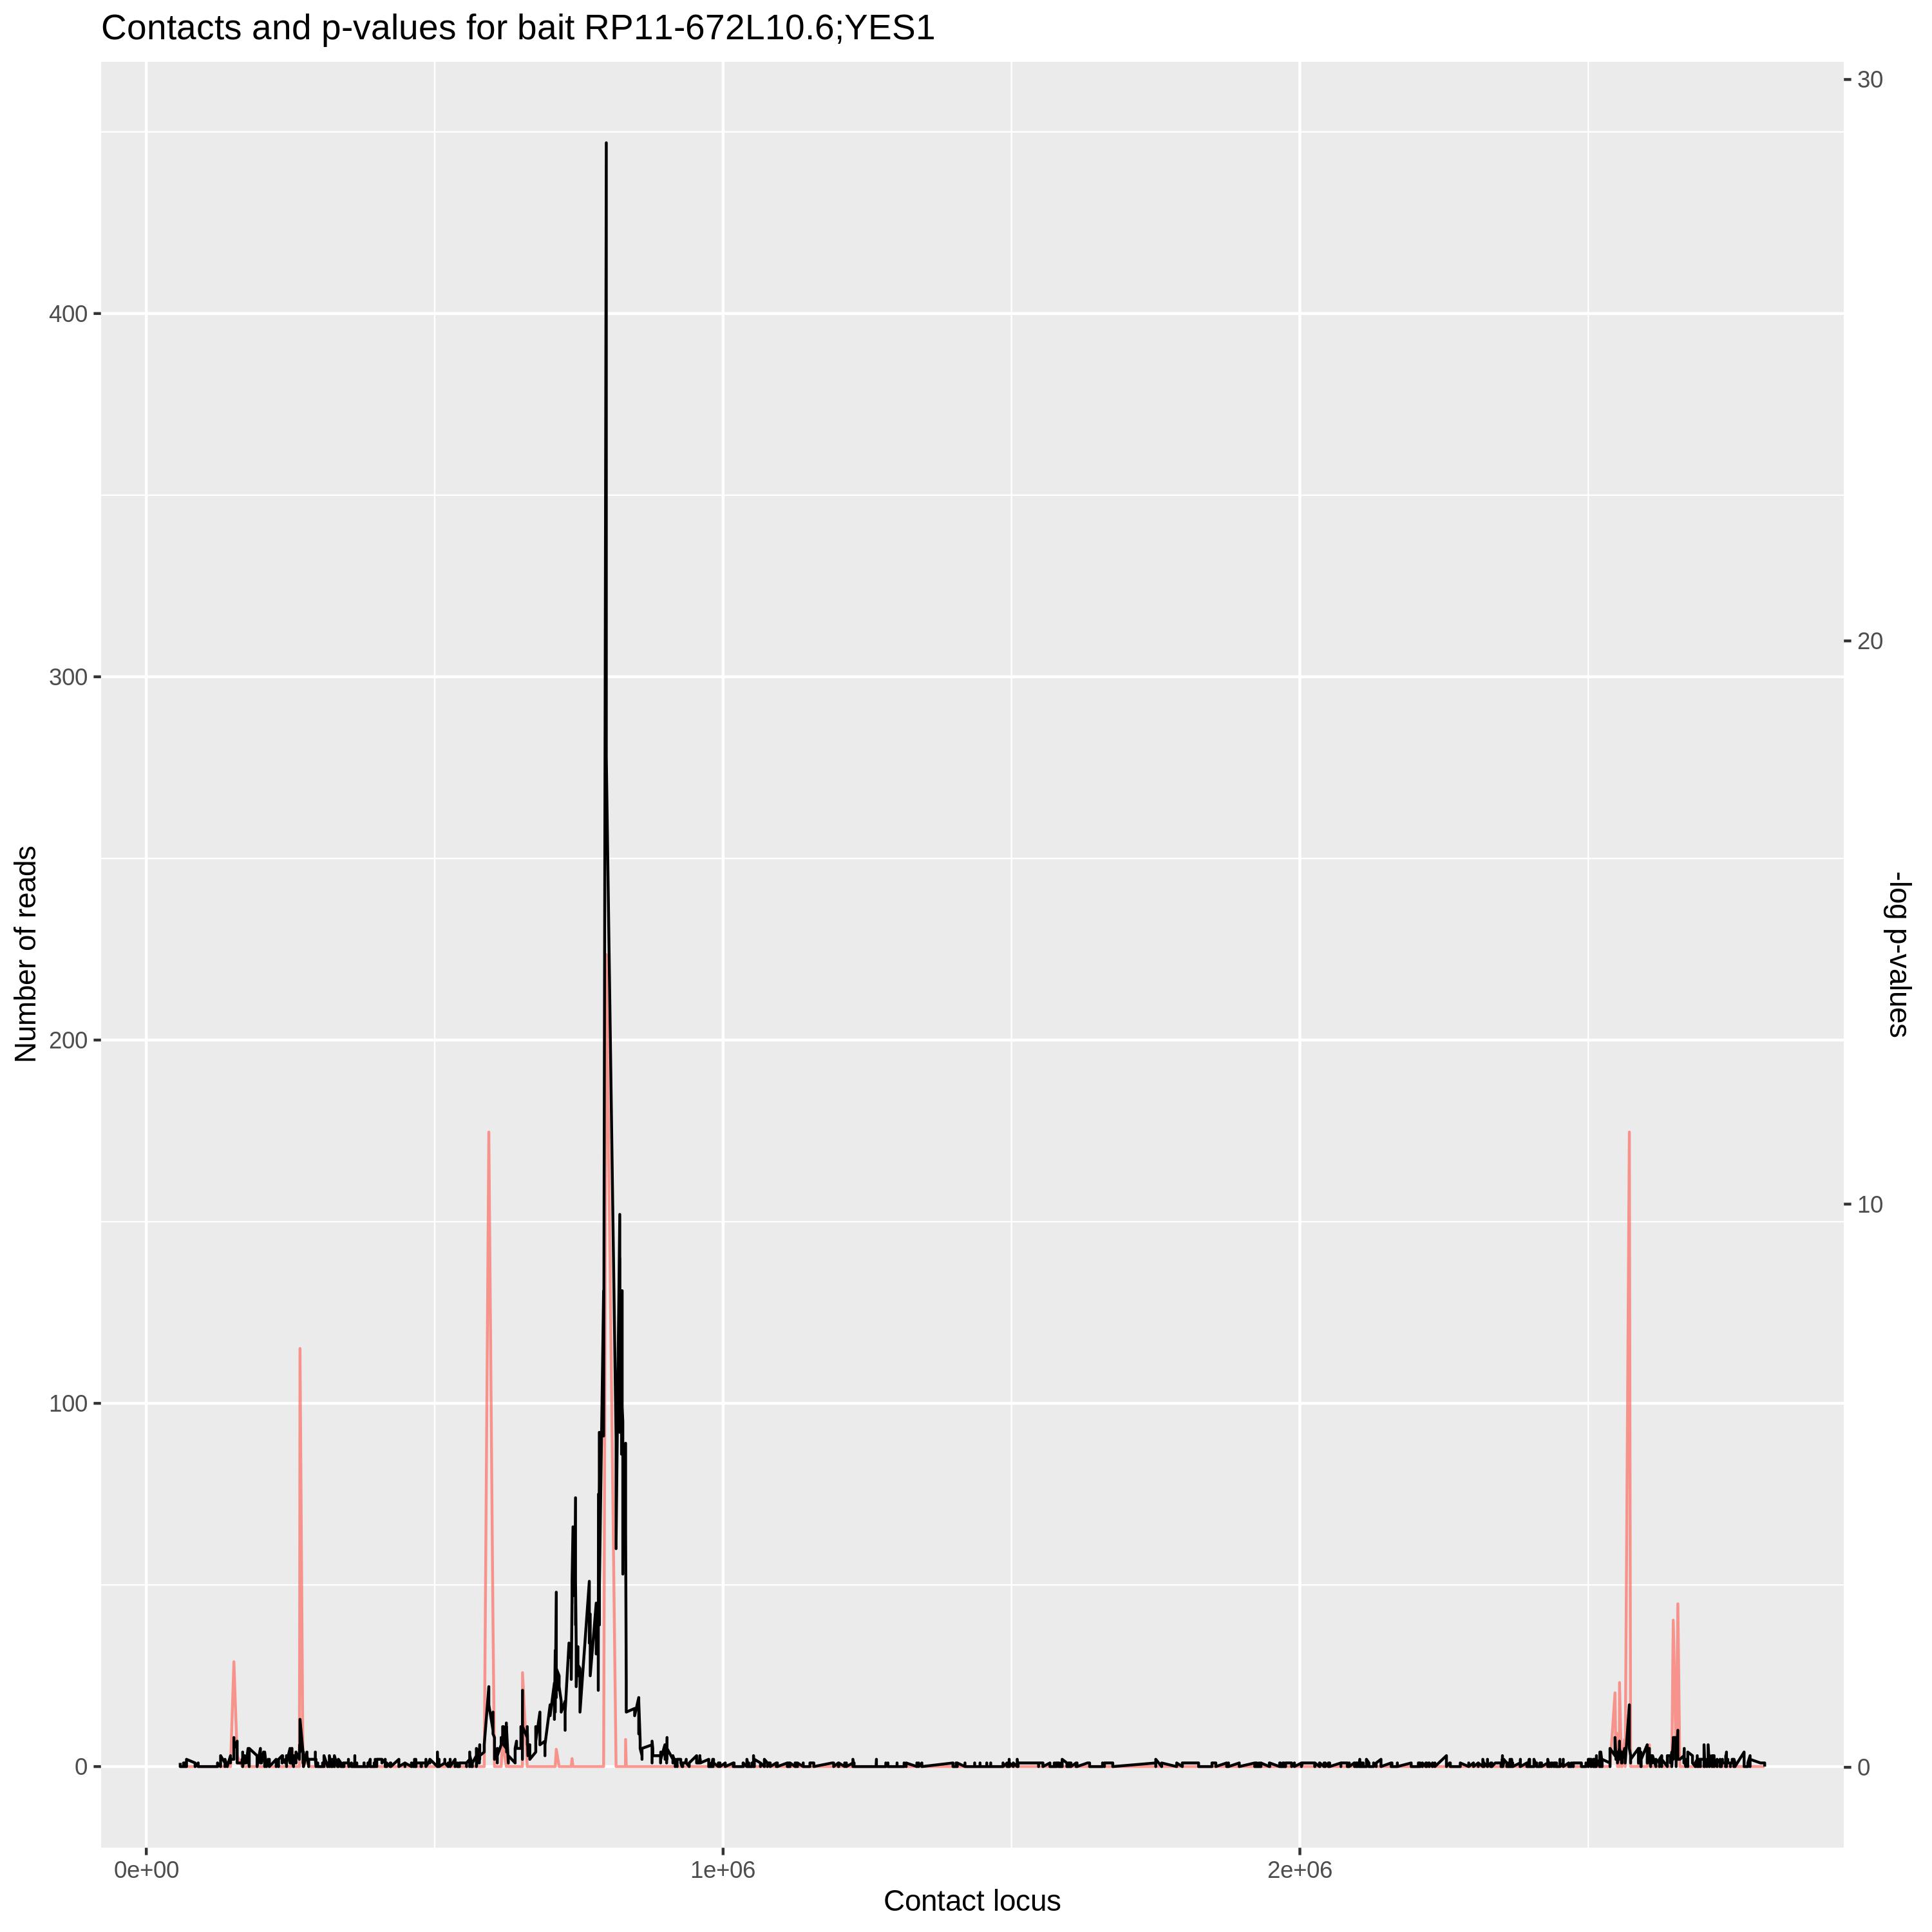 Contacts and p-values for bait RP11-672L10.6;YES1
Number of reads
400
300
200
100
0
30
20
10
0
-log p-values
0e+00
1e+06
2e+06
Contact locus